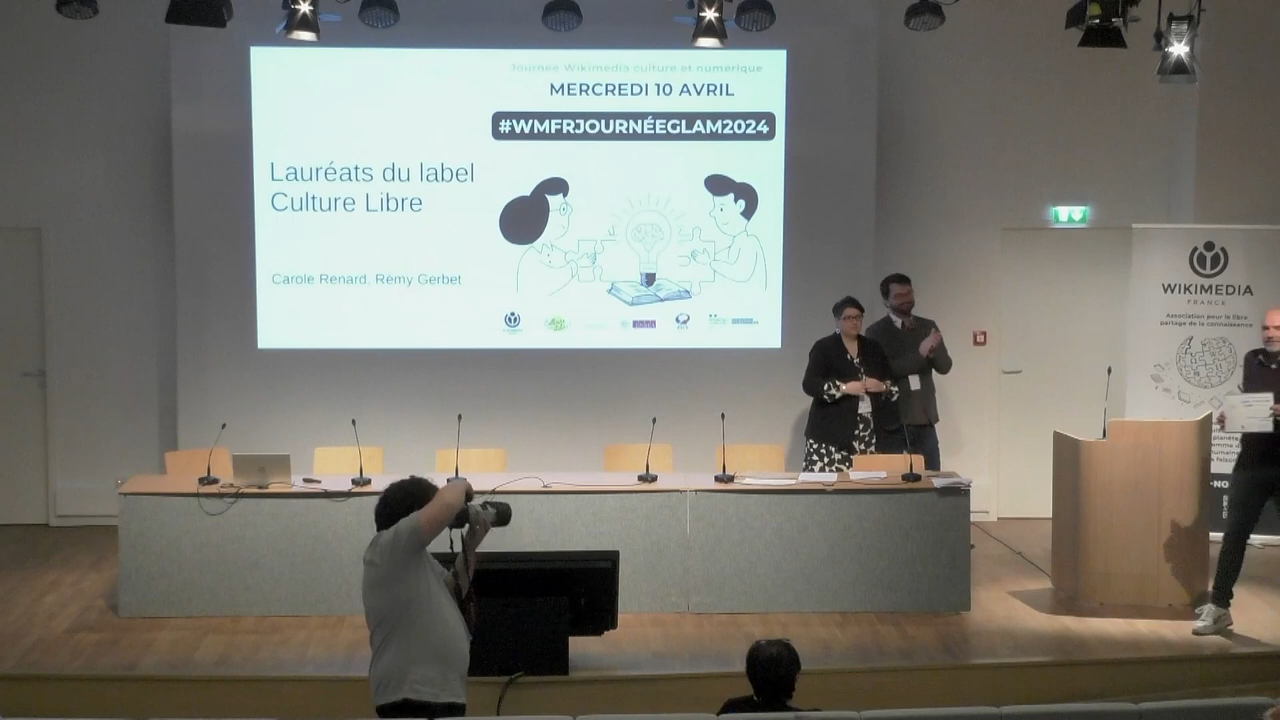 Journée Wikimedia culture et numérique
MERCREDI 10 AVRIL
#WMFRJOURNÉEGLAM2024
Lauréats du label
Culture Libre
Carole Renard, Rémy Gerbet
WIKIMEDIA
FRANCE
Association pour le libre
partage de la connaissance